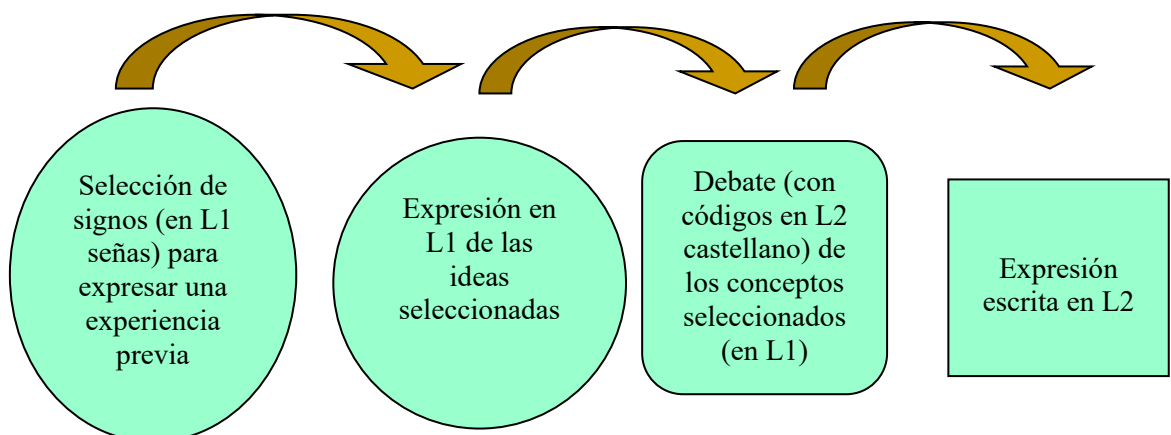 Selección de
signos (en L1
señas) para
expresar una
experiencia
previa
Expresión en
L1 de las
ideas
seleccionadas
Debate (con
códigos en L2
castellano) de
los conceptos
seleccionados
(en L1)
Expresión
escrita en L2